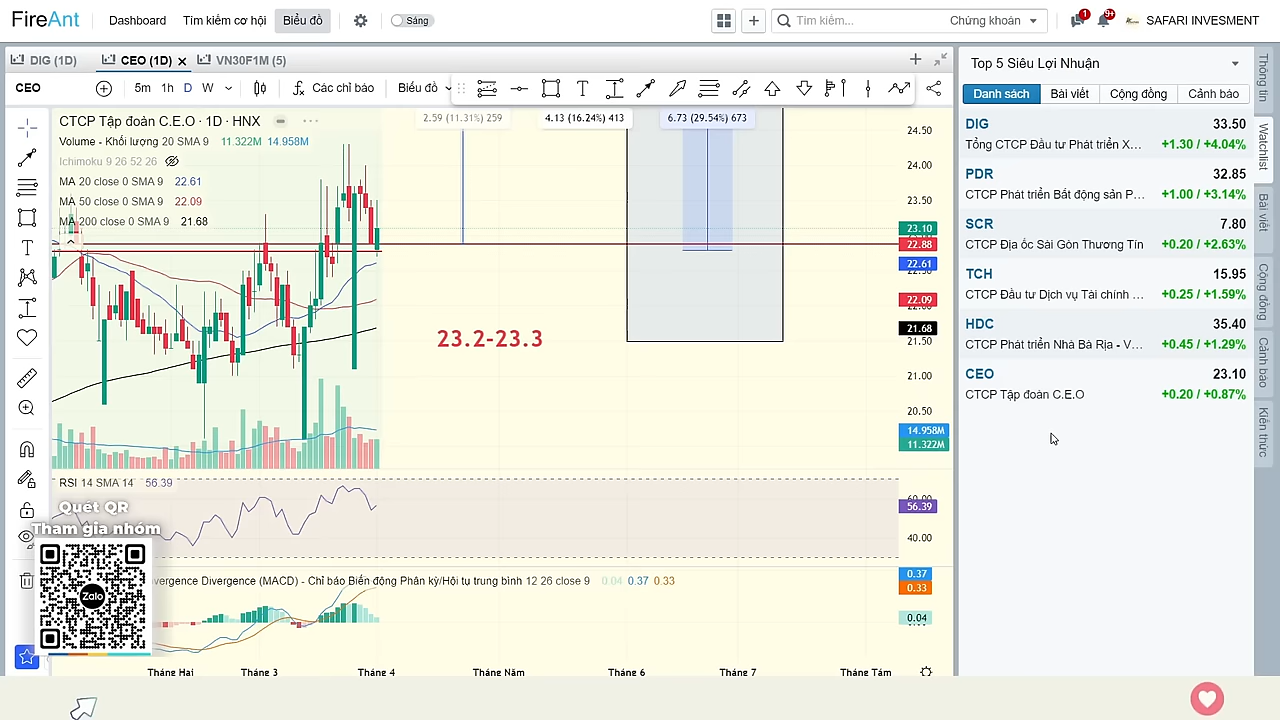 FireAnt
Dashboard
Tìm kiếm cơ hội
Biểu đồ
Sáng
Tìm kiếm...
Chứng khoán
1
9+
SAFARI INVESMENT
DIG (1D)
CEO (1D)
VN30F1M (5)
CEO
5m
1h
D
W
Các chỉ báo
Biểu đồ
CTCP Tập đoàn C.E.O · 1D · HNX
Volume - Khối lượng 20 SMA 9 11.322M 14.958M
Ichimoku 9 26 52 26
MA 20 close 0 SMA 9 22.61
MA 50 close 0 SMA 9 22.09
MA 200 close 0 SMA 9 21.68
2.59 (11.31%) 259
4.13 (16.24%) 413
6.73 (29.54%) 673
23.2-23.3
24.50
24.00
23.50
23.10
22.88
22.61
22.09
21.68
21.50
21.00
20.50
14.958M
11.322M
RSI 14 SMA 14 56.39
60.00
56.39
40.00
Quét QR
Tham gia nhóm
Zalo
vergence Divergence (MACD) - Chỉ báo Biến động Phân kỳ/Hội tụ trung bình 12 26 close 9 0.04 0.37 0.33
0.37
0.33
0.04
Tháng Hai
Tháng 3
Tháng 4
Tháng Năm
Tháng 6
Tháng 7
Tháng Tám
Top 5 Siêu Lợi Nhuận
Danh sách
Bài viết
Cộng đồng
Cảnh báo
DIG 33.50
Tổng CTCP Đầu tư Phát triển X... +1.30 / +4.04%
PDR 32.85
CTCP Phát triển Bất động sản P... +1.00 / +3.14%
SCR 7.80
CTCP Địa ốc Sài Gòn Thương Tín +0.20 / +2.63%
TCH 15.95
CTCP Đầu tư Dịch vụ Tài chính ... +0.25 / +1.59%
HDC 35.40
CTCP Phát triển Nhà Bà Rịa - V... +0.45 / +1.29%
CEO 23.10
CTCP Tập đoàn C.E.O +0.20 / +0.87%
Thông tin
Watchlist
Bài viết
Cộng đồng
Cảnh báo
Kiến thức